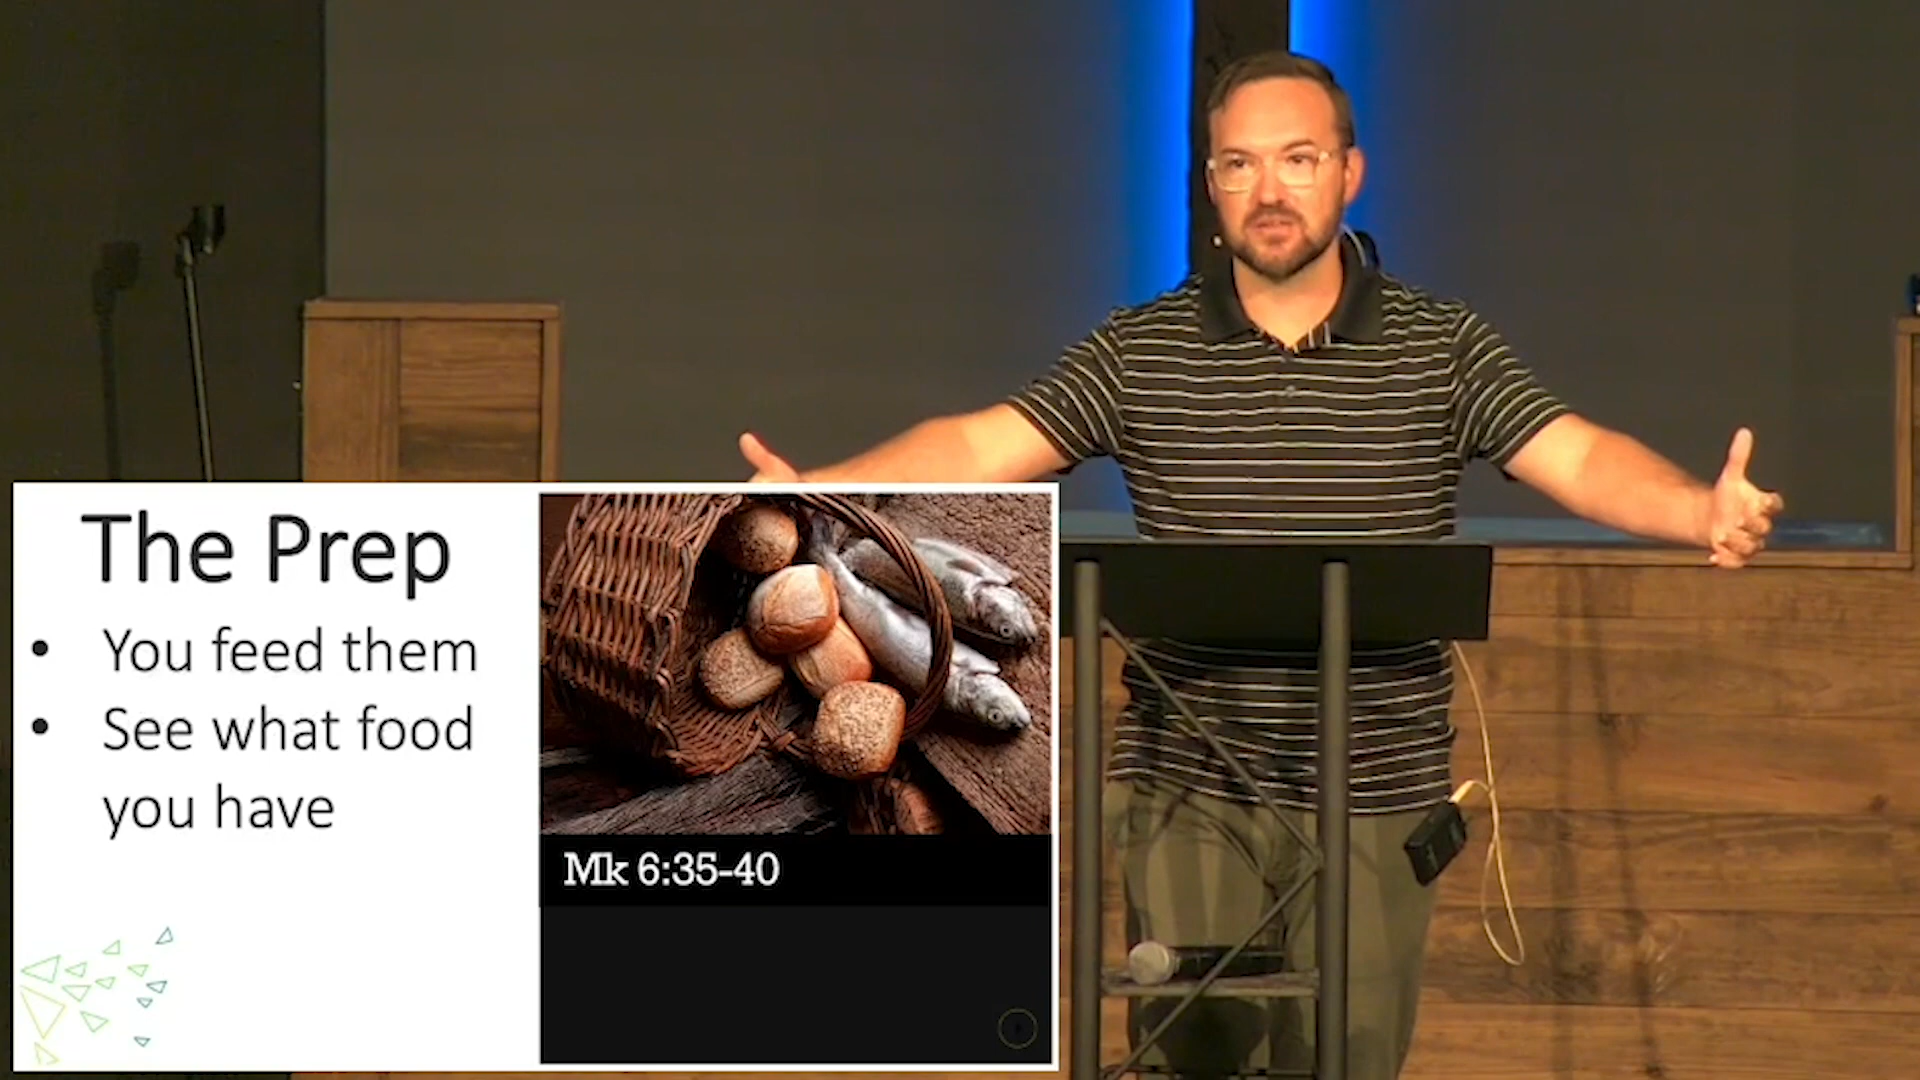 The Prep
• You feed them
• See what food
you have
Mk 6:35-40